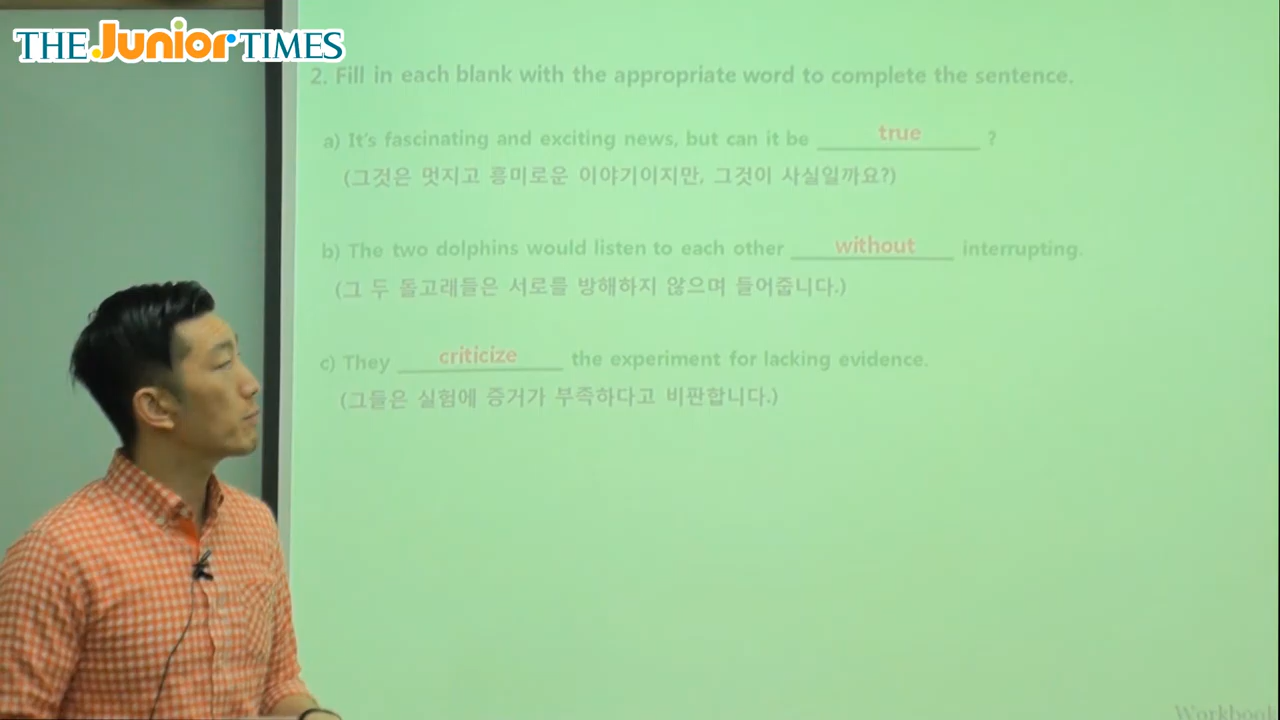 THE Junior TIMES
2. Fill in each blank with the appropriate word to complete the sentence.
a) It's fascinating and exciting news, but can it be true ?
(그것은 멋지고 흥미로운 이야기이지만, 그것이 사실일까요?)
b) The two dolphins would listen to each other without interrupting.
(그 두 돌고래들은 서로를 방해하지 않으며 들어줍니다.)
c) They criticize the experiment for lacking evidence.
(그들은 실험에 증거가 부족하다고 비판합니다.)
Workbook